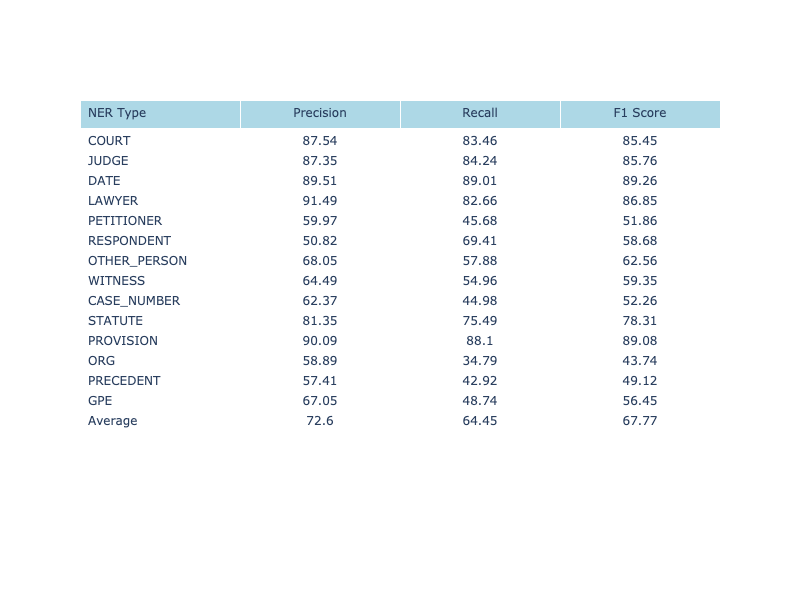 NER Type Precision Recall F1 Score
COURT 87.54 83.46 85.45
JUDGE 87.35 84.24 85.76
DATE 89.51 89.01 89.26
LAWYER 91.49 82.66 86.85
PETITIONER 59.97 45.68 51.86
RESPONDENT 50.82 69.41 58.68
OTHER_PERSON 68.05 57.88 62.56
WITNESS 64.49 54.96 59.35
CASE_NUMBER 62.37 44.98 52.26
STATUTE 81.35 75.49 78.31
PROVISION 90.09 88.1 89.08
ORG 58.89 34.79 43.74
PRECEDENT 57.41 42.92 49.12
GPE 67.05 48.74 56.45
Average 72.6 64.45 67.77